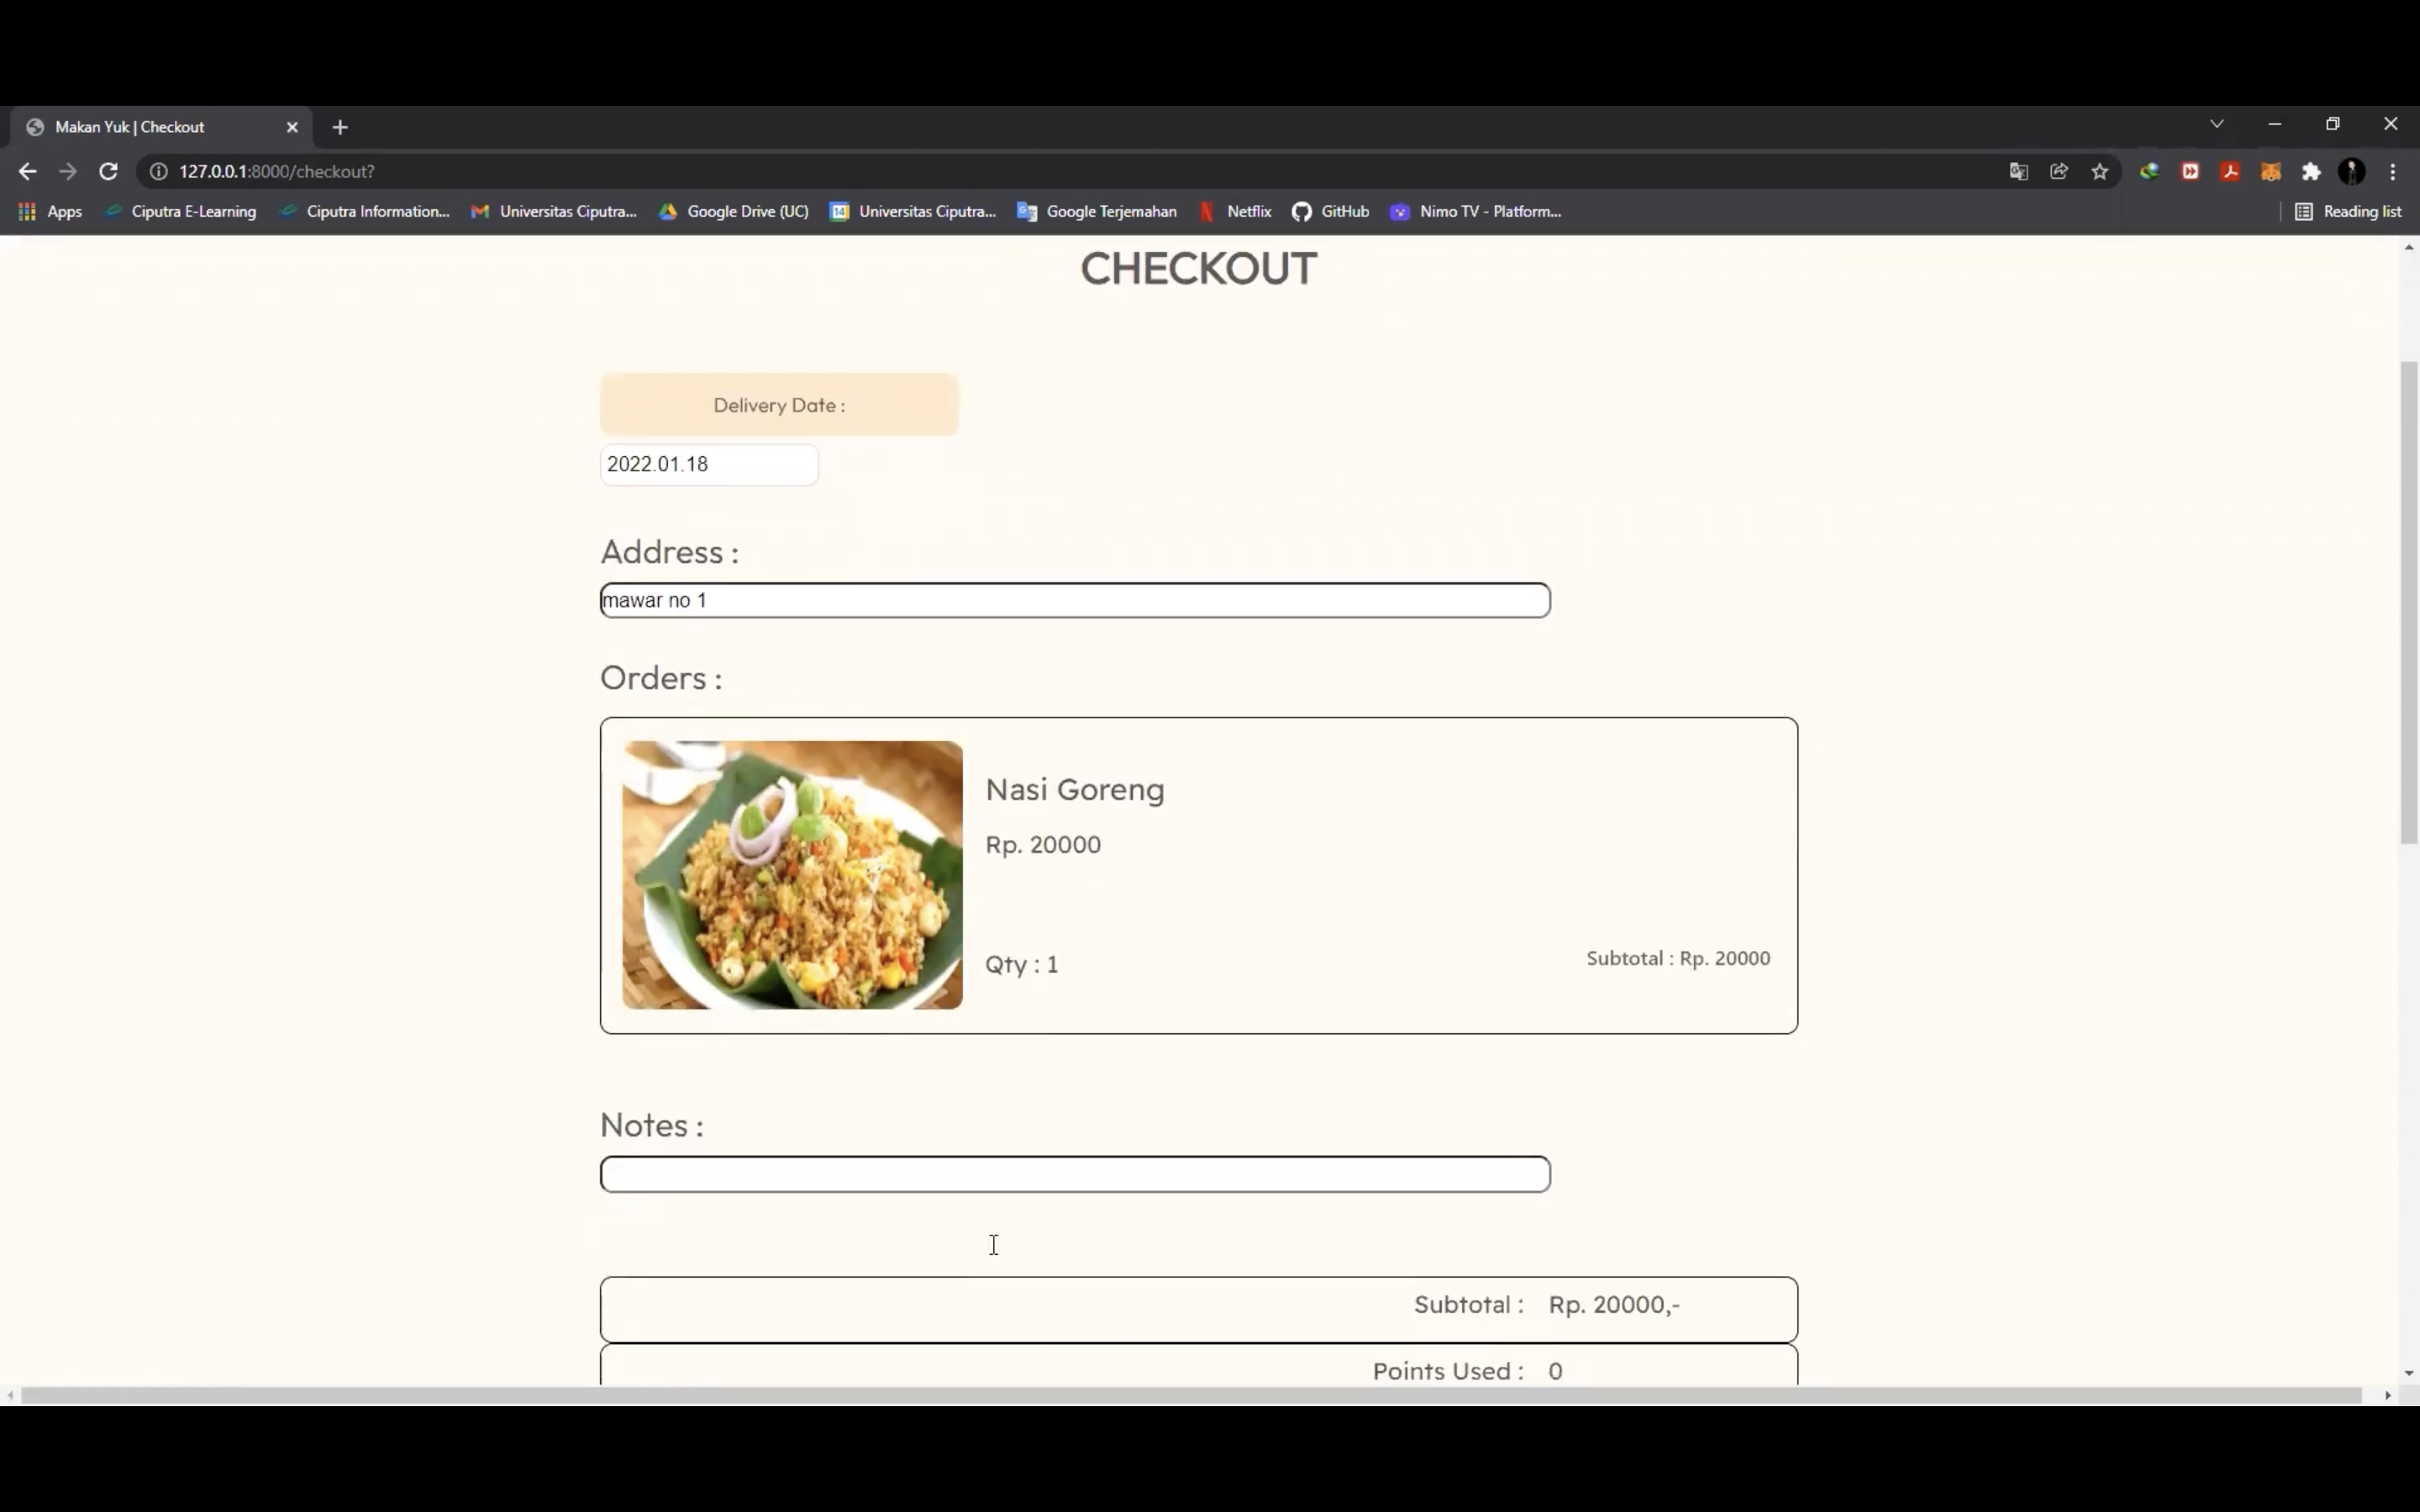 Makan Yuk | Checkout
127.0.0.1:8000/checkout?
Apps Ciputra E-Learning Ciputra Information... Universitas Ciputra... Google Drive (UC) 14 Universitas Ciputra... Google Terjemahan Netflix GitHub Nimo TV - Platform... Reading list
CHECKOUT
Delivery Date :
2022.01.18
Address :
mawar no 1
Orders :
Nasi Goreng
Rp. 20000
Qty : 1
Subtotal : Rp. 20000
Notes :
Subtotal : Rp. 20000,-
Points Used : 0